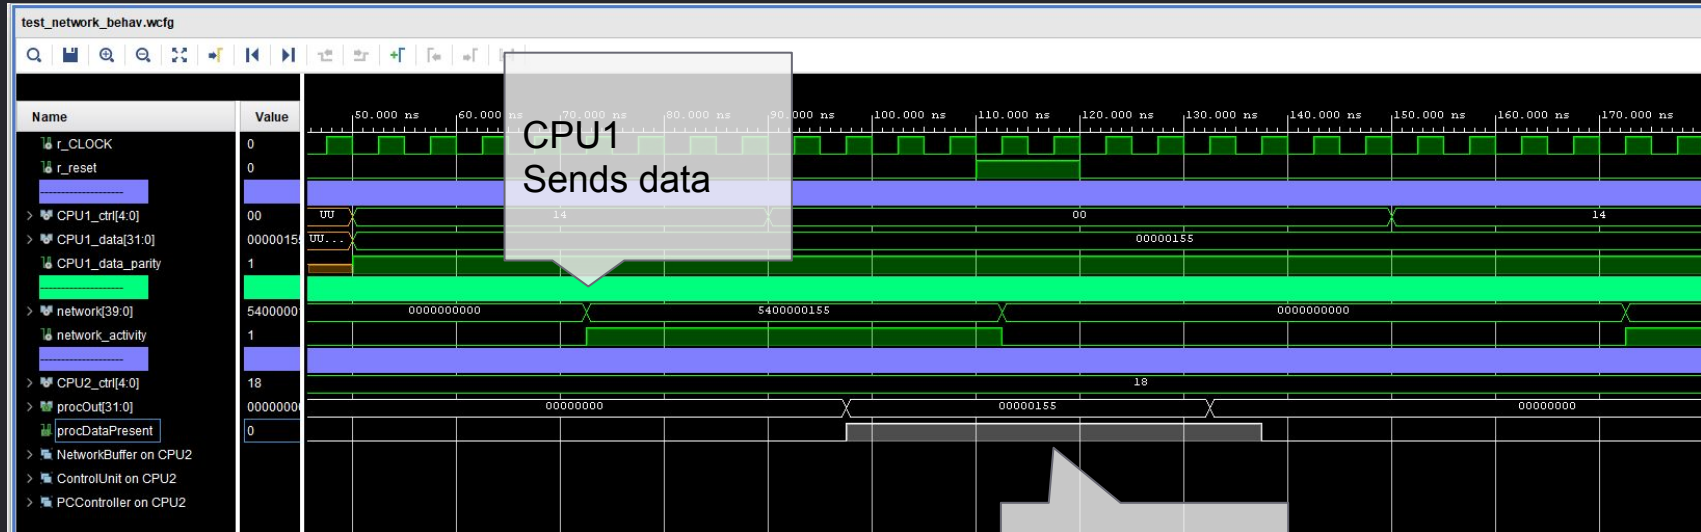 test_network_behav.wcfg
50.000 ns 60.000 70.000 ns 80.000 ns 90.000 ns 100.000 ns 110.000 ns 120.000 ns 130.000 ns 140.000 ns 150.000 ns 160.000 ns 170.000 ns
Name Value
r_CLOCK 0
r_reset 0
CPU1
Sends data
CPU1_ctrl[4:0] 00 UU 14 00 14
CPU1_data[31:0] 0000015 UU... 00000155
CPU1_data_parity 1
network[39:0] 5400000 0000000000 5400000155 0000000000
network_activity 1
CPU2_ctrl[4:0] 18 18
procOut[31:0] 0000000 00000000 00000155 00000000
procDataPresent 0
NetworkBuffer on CPU2
ControlUnit on CPU2
PCController on CPU2